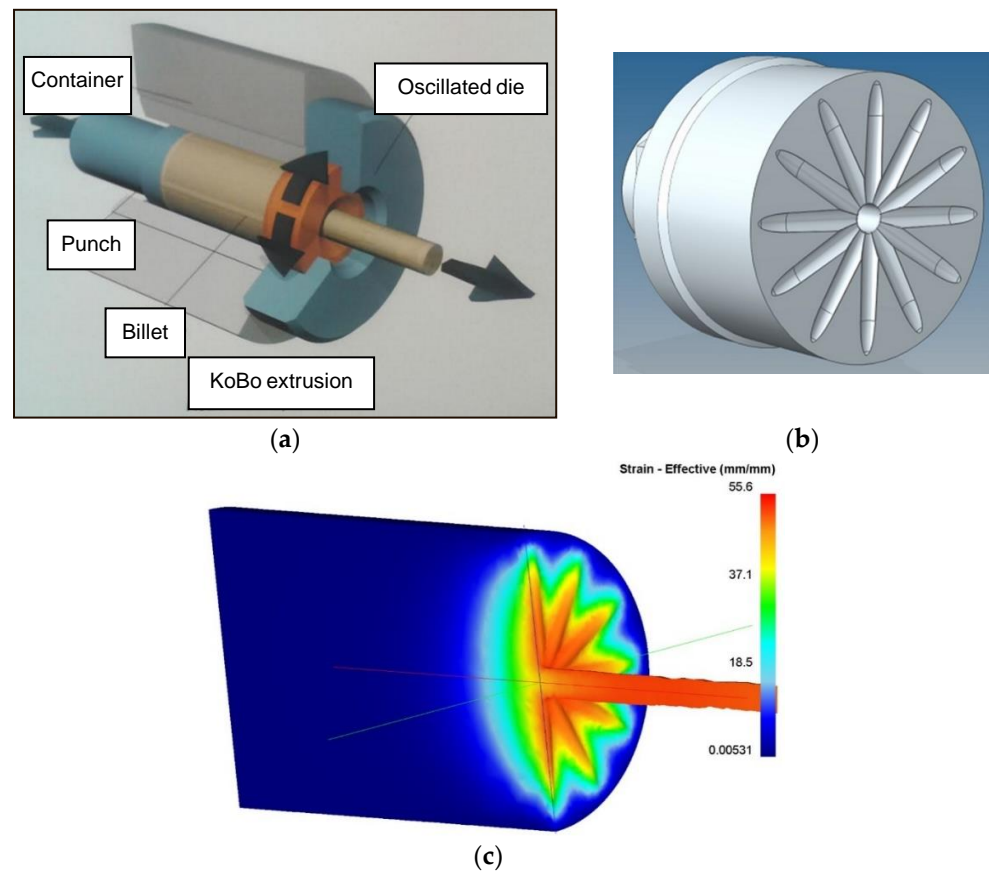 Container
Oscillated die
Punch
Billet
KoBo extrusion
(a)
(b)
Strain - Effective (mm/mm)
55.6
37.1
18.5
0.00531
(c)